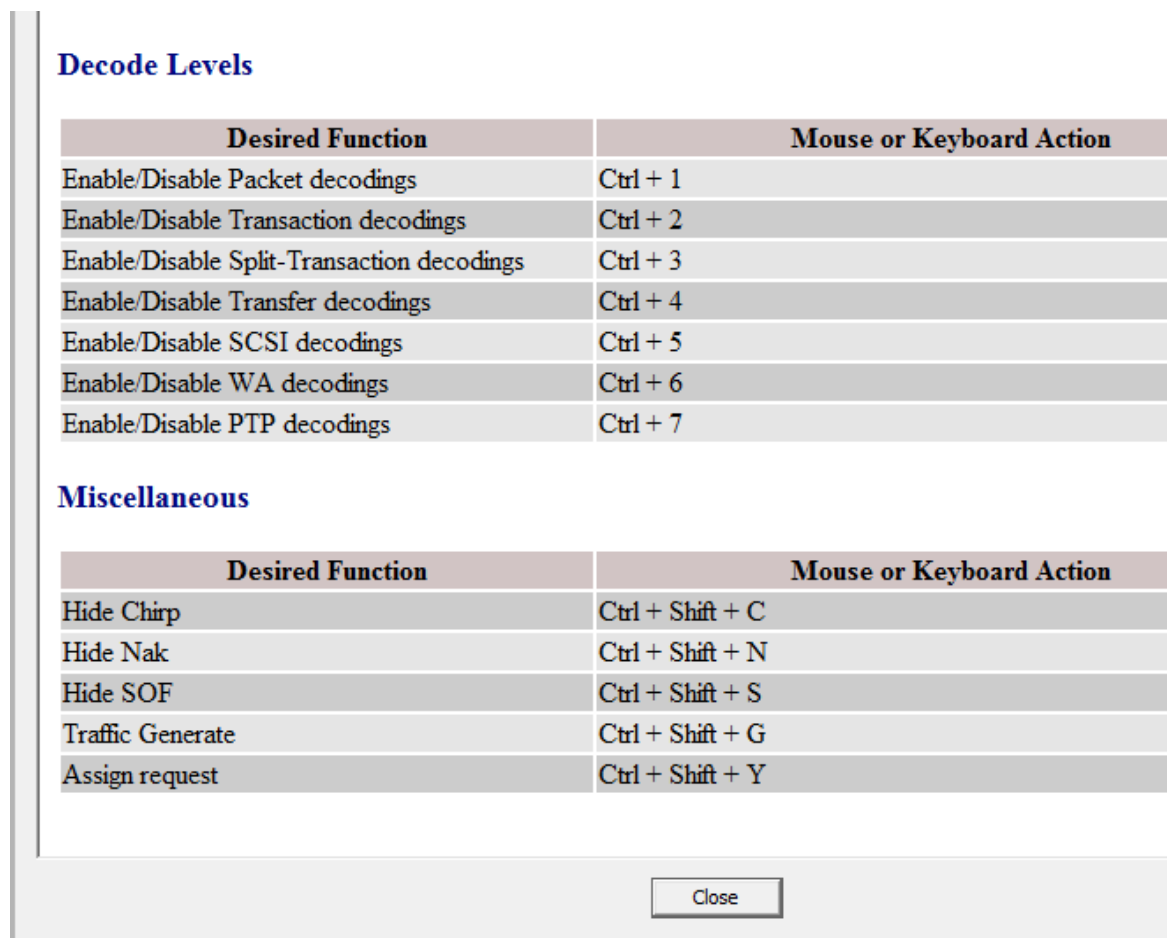 Decode Levels
Desired Function Mouse or Keyboard Action
Enable/Disable Packet decodings Ctrl + 1
Enable/Disable Transaction decodings Ctrl + 2
Enable/Disable Split-Transaction decodings Ctrl + 3
Enable/Disable Transfer decodings Ctrl + 4
Enable/Disable SCSI decodings Ctrl + 5
Enable/Disable WA decodings Ctrl + 6
Enable/Disable PTP decodings Ctrl + 7
Miscellaneous
Desired Function Mouse or Keyboard Action
Hide Chirp Ctrl + Shift + C
Hide Nak Ctrl + Shift + N
Hide SOF Ctrl + Shift + S
Traffic Generate Ctrl + Shift + G
Assign request Ctrl + Shift + Y
Close